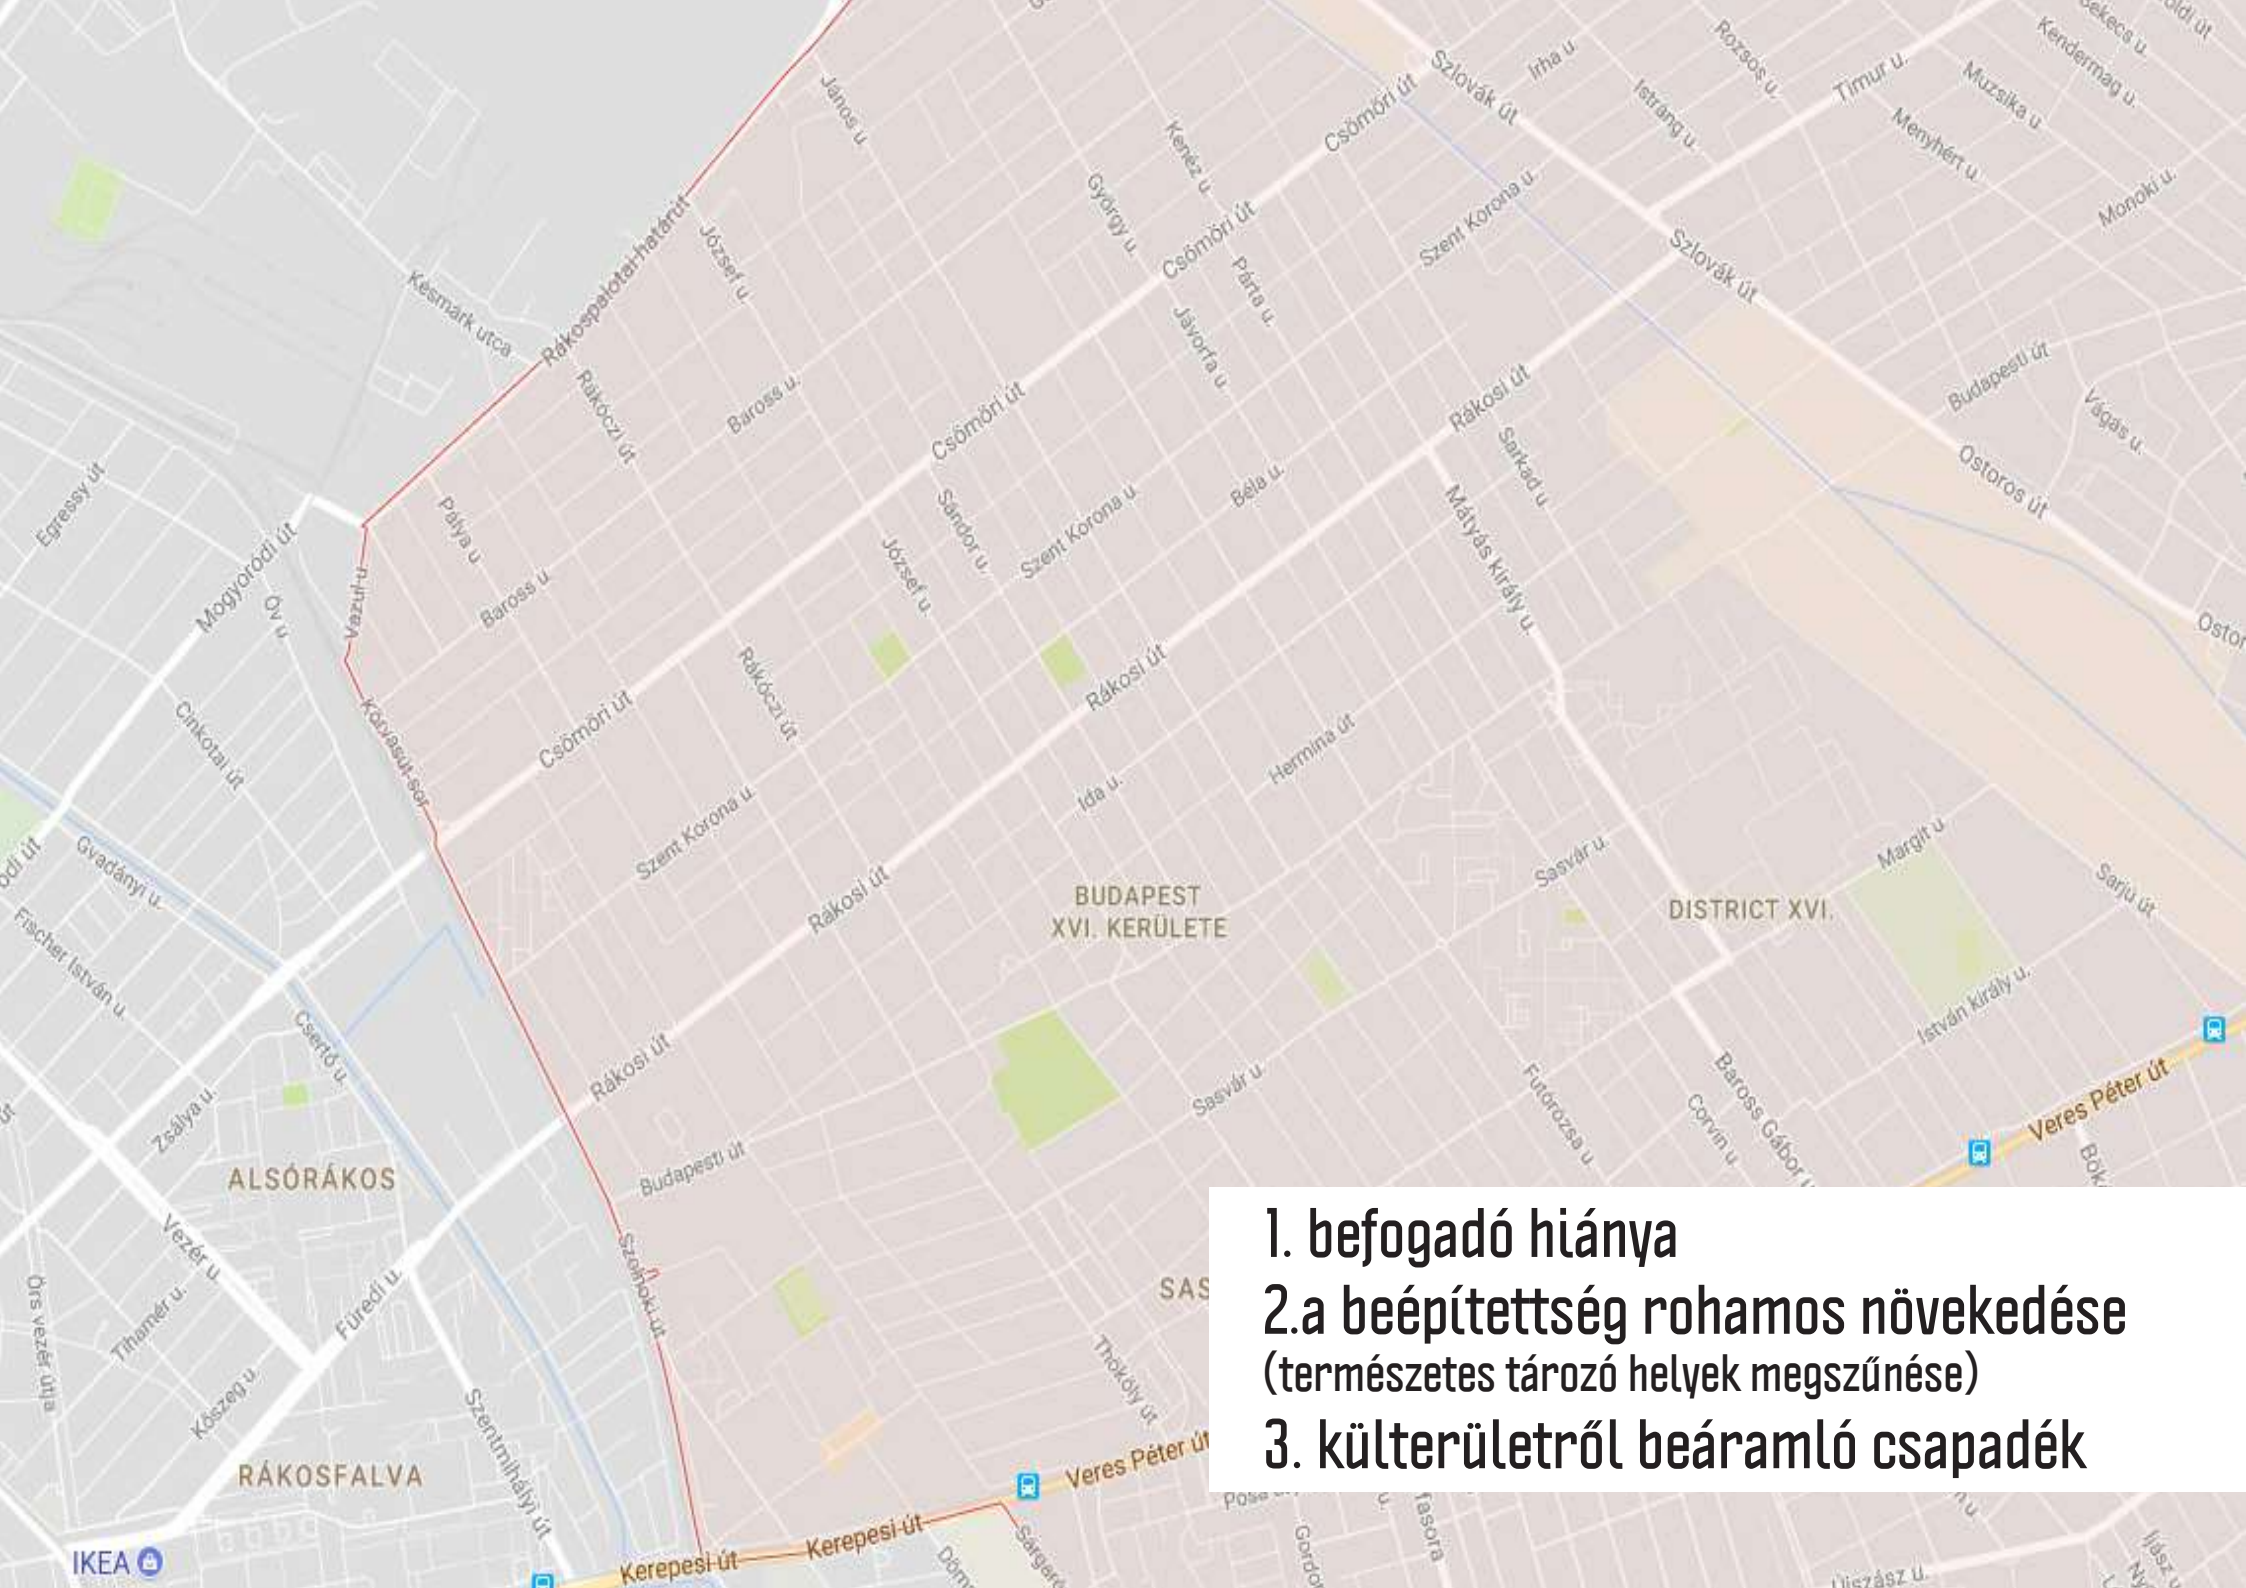 János u.
Kenéz u.
György u.
Csömöri út
Szlovák út
Irha u.
Rozsos u.
Istráng u.
Timur u.
Kendermag u.
Muzsika u.
Menyhért u.
Monoki u.
Rákospalotai határút
József u.
Csömöri út
Párta u.
Szent Korona u.
Szlovák út
Késmark utca
Jávorfa u.
Rákóczi út
Baross u.
Csömöri út
Rákosi út
Budapesti út
Vágás u.
Egressy út
Mogyoródi út
Pálya u.
Sándor u.
Szent Korona u.
Béla u.
Sarkad u.
Mátyás király u.
Ostoros út
Öv u.
Vazul u.
Baross u.
József u.
Cinkotai út
Körvasút sor
Csömöri út
Rákóczi út
Rákosi út
Hermina út
Ida u.
Szent Korona u.
Gvadányi u.
Fischer István u.
Rákosi út
BUDAPEST
XVI. KERÜLETE
Sasvár u.
DISTRICT XVI.
Margit u.
Sarju út
István király u.
Csertő u.
Zsálya u.
Rákosi út
Sasvár u.
Futórózsa u.
Corvin u.
Baross Gábor u.
Veres Péter út
ALSÓRÁKOS
Budapesti út
Vezér u.
Füredi u.
Tihamér u.
Örs vezér útja
Kőszeg u.
Szolnoki út
Szentmihályi út
Thököly út
RÁKOSFALVA
IKEA
Kerepesi út
Kerepesi út
Veres Péter út
Újszász u.
1. befogadó hiánya
2.a beépítettség rohamos növekedése
(természetes tározó helyek megszűnése)
3. külterületről beáramló csapadék